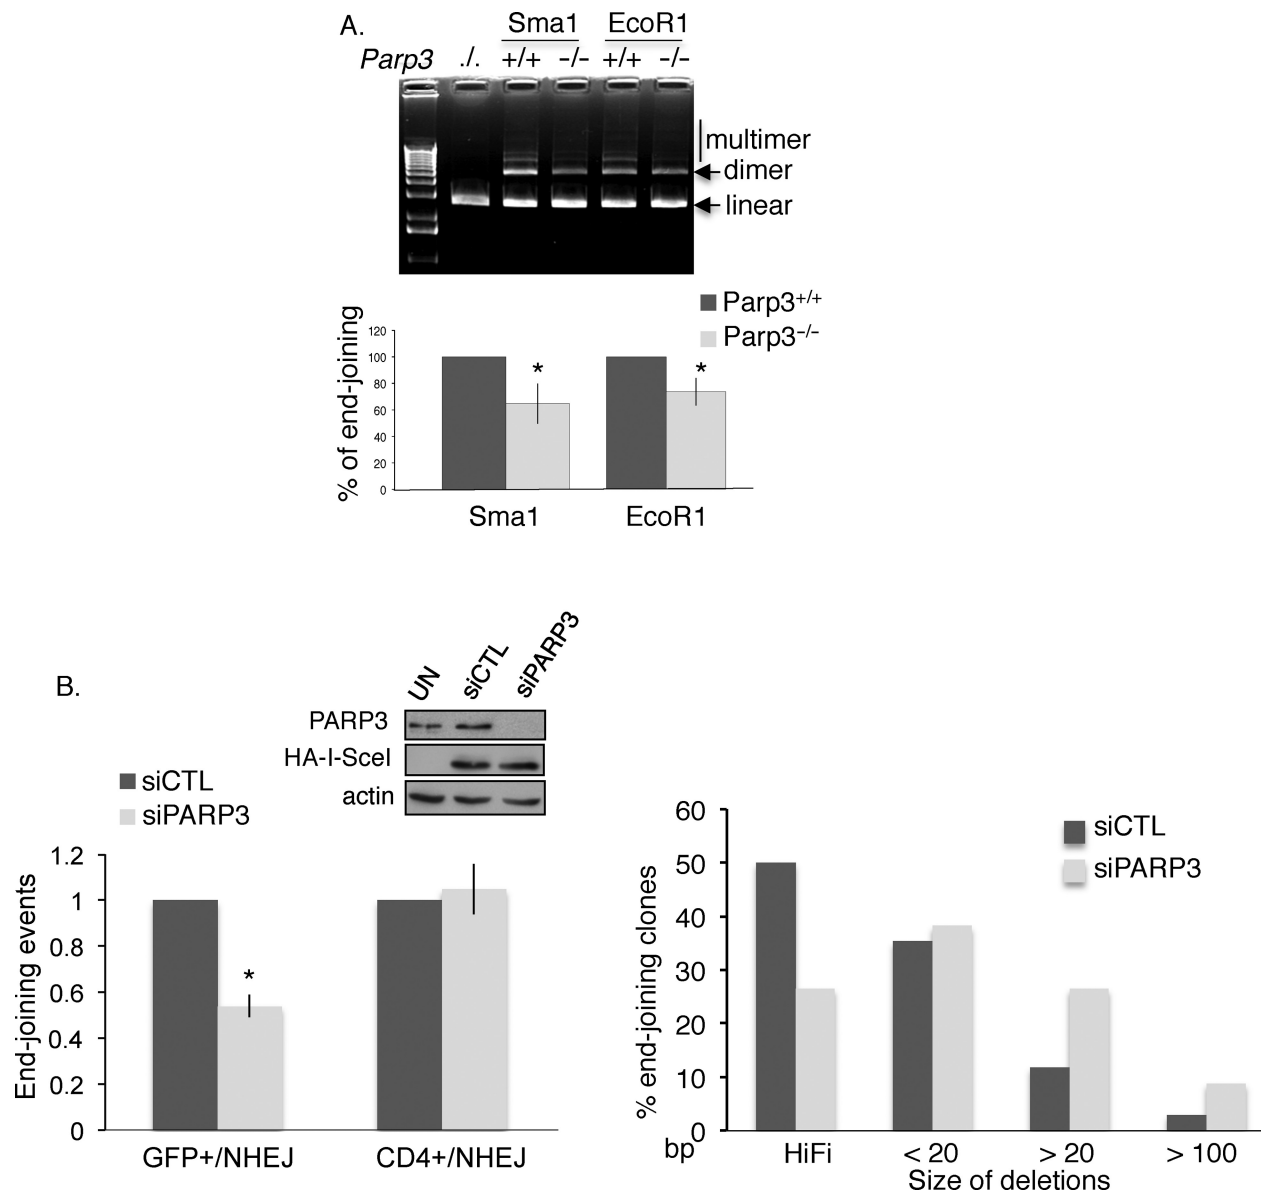 A.
Sma1 EcoR1
Parp3 ./. +/+ -/- +/+ -/-
multimer
dimer
linear
Parp3+/+
Parp3-/-
% of end-joining
120
100
80
60
40
20
0
* *
Sma1 EcoR1
B.
UN siCTL siPARP3
PARP3
HA-I-SceI
actin
siCTL
siPARP3
End-joining events
1.2
1
0.8
0.6
0.4
0.2
0
*
GFP+/NHEJ CD4+/NHEJ
siCTL
siPARP3
% end-joining clones
60
50
40
30
20
10
0
bp HiFi < 20 > 20 > 100
Size of deletions